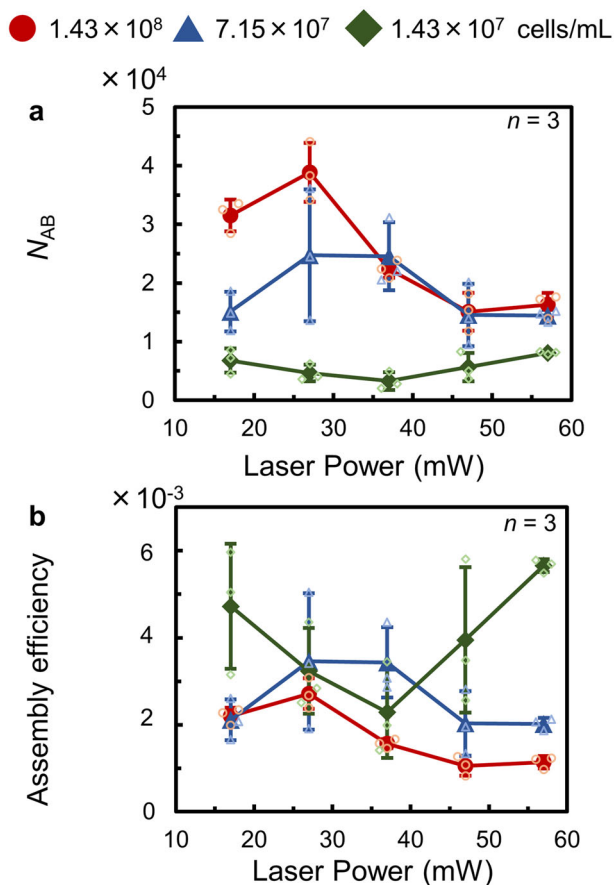 1.43 × 10⁸ 7.15 × 10⁷ 1.43 × 10⁷ cells/mL
× 10⁴
a
5
n = 3
4
3
2
1
0
N_AB
10 20 30 40 50 60
Laser Power (mW)
× 10⁻³
b
n = 3
6
4
2
0
Assembly efficiency
10 20 30 40 50 60
Laser Power (mW)